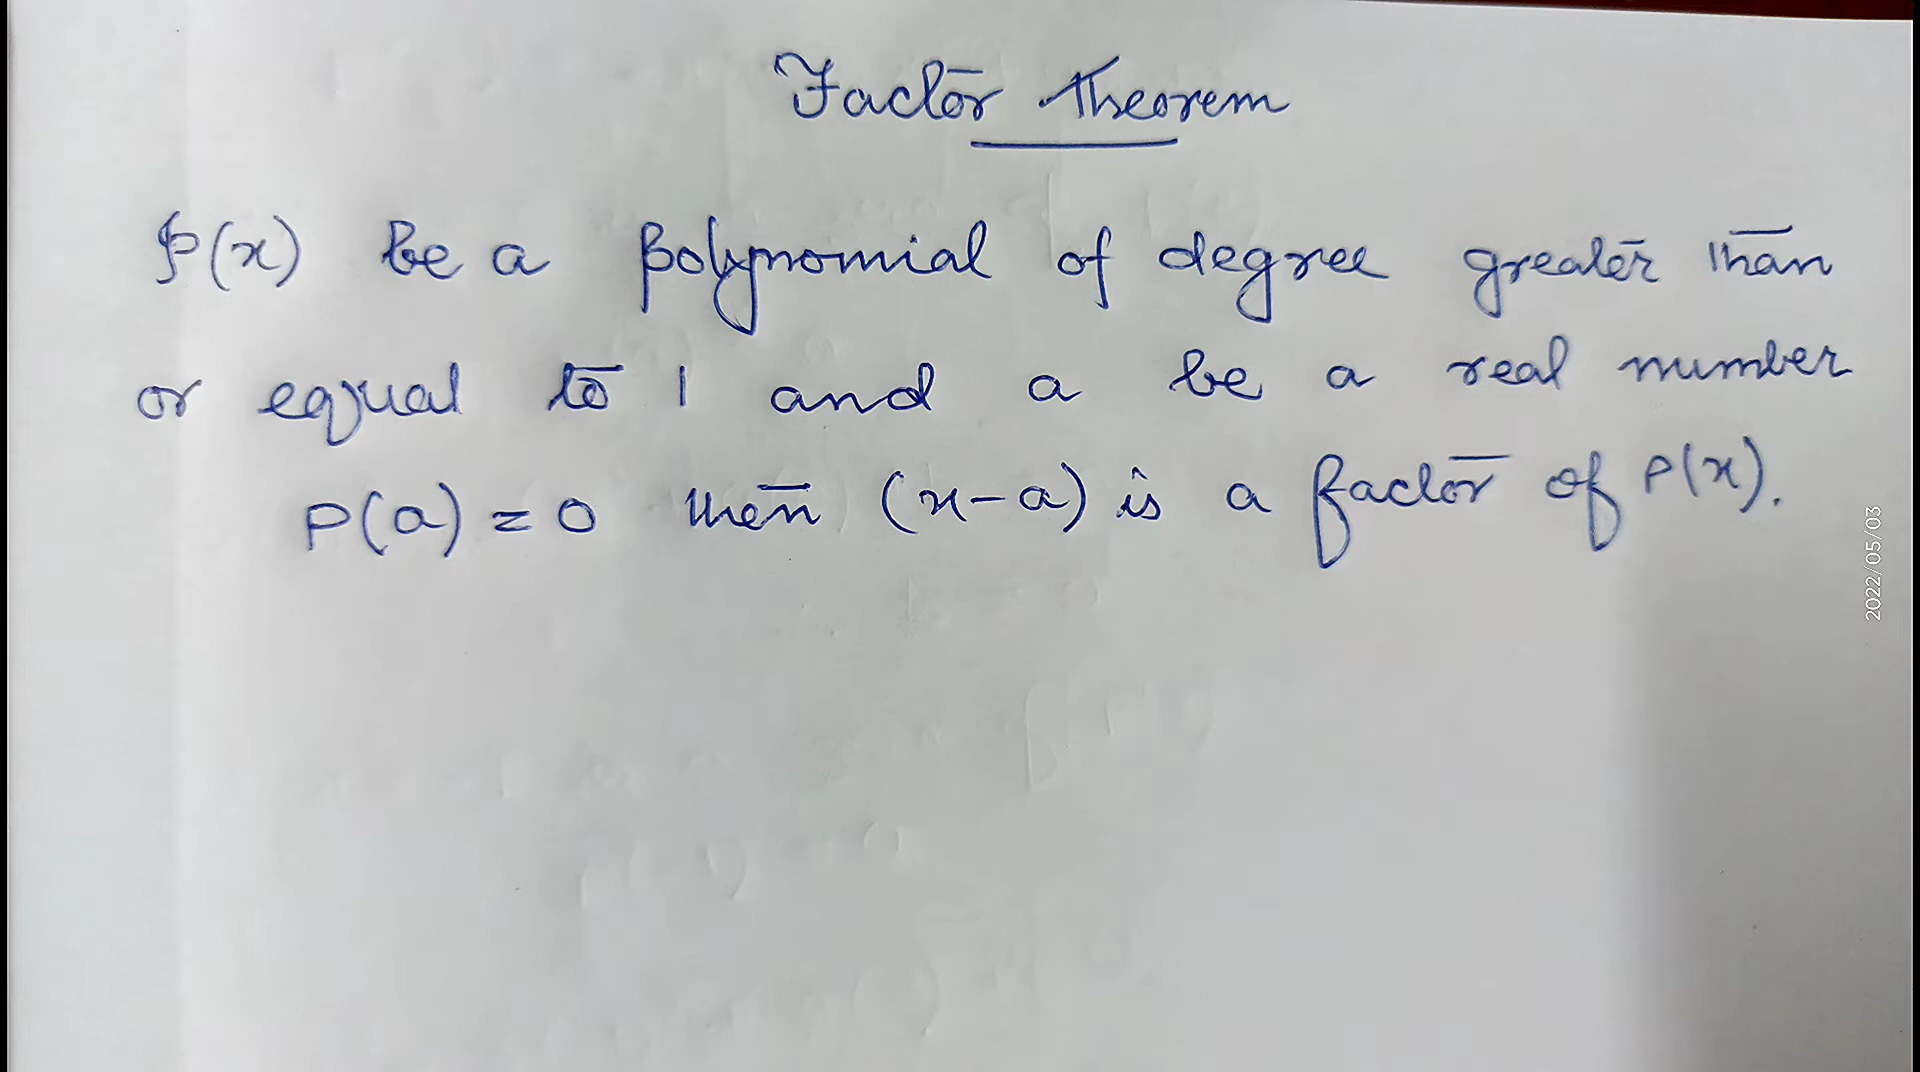 Factor theorem
P(x) be a polynomial of degree greater than
or equal to 1 and a be a real number
P(a) = 0 then (x-a) is a factor of P(x).
2022/05/03